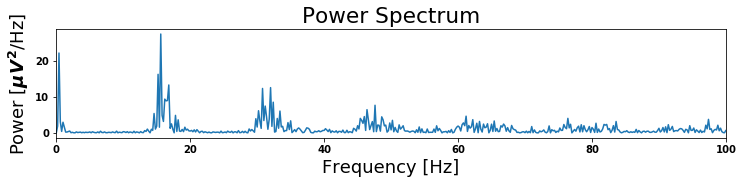 Power Spectrum
Power [μV²/Hz]
20
10
0
0 20 40 60 80 100
Frequency [Hz]